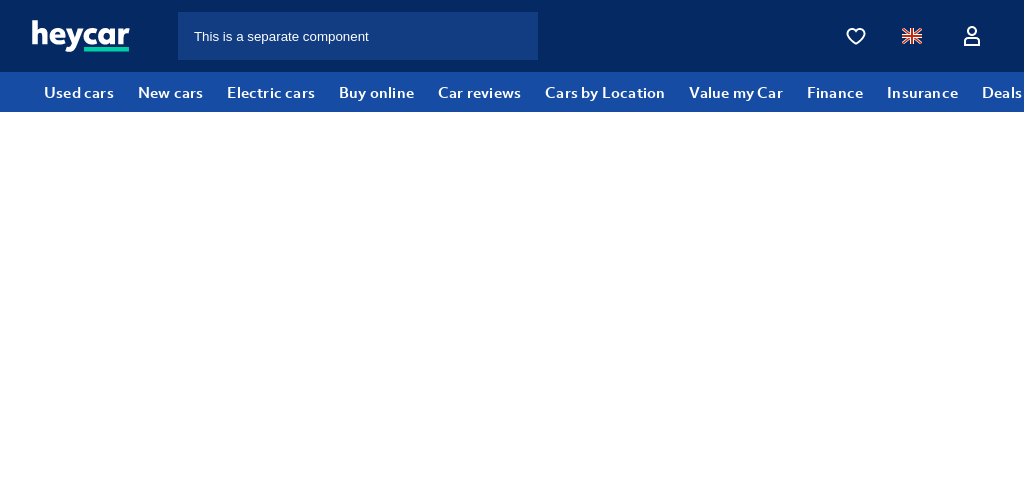 heycar
This is a separate component
Used cars New cars Electric cars Buy online Car reviews Cars by Location Value my Car Finance Insurance Deals